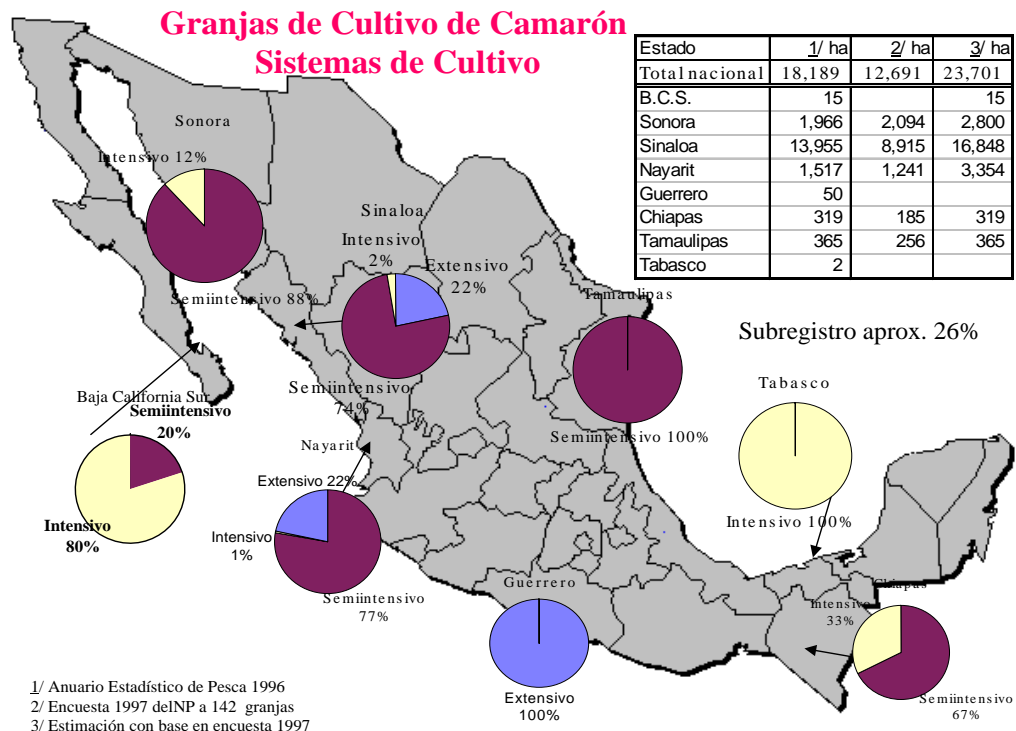 Granjas de Cultivo de Camarón
Sistemas de Cultivo
Estado 1/ ha 2/ ha 3/ ha
Total nacional 18,189 12,691 23,701
B.C.S. 15 15
Sonora 1,966 2,094 2,800
Sinaloa 13,955 8,915 16,848
Nayarit 1,517 1,241 3,354
Guerrero 50
Chiapas 319 185 319
Tamaulipas 365 256 365
Tabasco 2
Subregistro aprox. 26%
Sonora
Intensivo 12%
Semiintensivo 88%
Sinaloa
Intensivo
2%
Extensivo
22%
Semiintensivo
74%
Tamaulipas
Semiintensivo 100%
Tabasco
Intensivo 100%
Baja California Sur
Semiintensivo
20%
Intensivo
80%
Nayarit
Extensivo 22%
Intensivo
1%
Semiintensivo
77%
Guerrero
Extensivo
100%
Chiapas
Intensivo
33%
Semiintensivo
67%
1/ Anuario Estadístico de Pesca 1996
2/ Encuesta 1997 delNP a 142 granjas
3/ Estimación con base en encuesta 1997